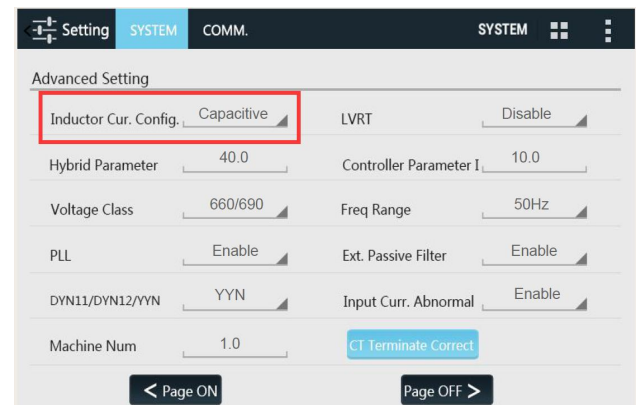 Setting SYSTEM COMM. SYSTEM
Advanced Setting
Inductor Cur. Config. Capacitive LVRT Disable
Hybrid Parameter 40.0 Controller Parameter I 10.0
Voltage Class 660/690 Freq Range 50Hz
PLL Enable Ext. Passive Filter Enable
DYN11/DYN12/YYN YYN Input Curr. Abnormal Enable
Machine Num 1.0 CT Terminate Correct
< Page ON Page OFF >